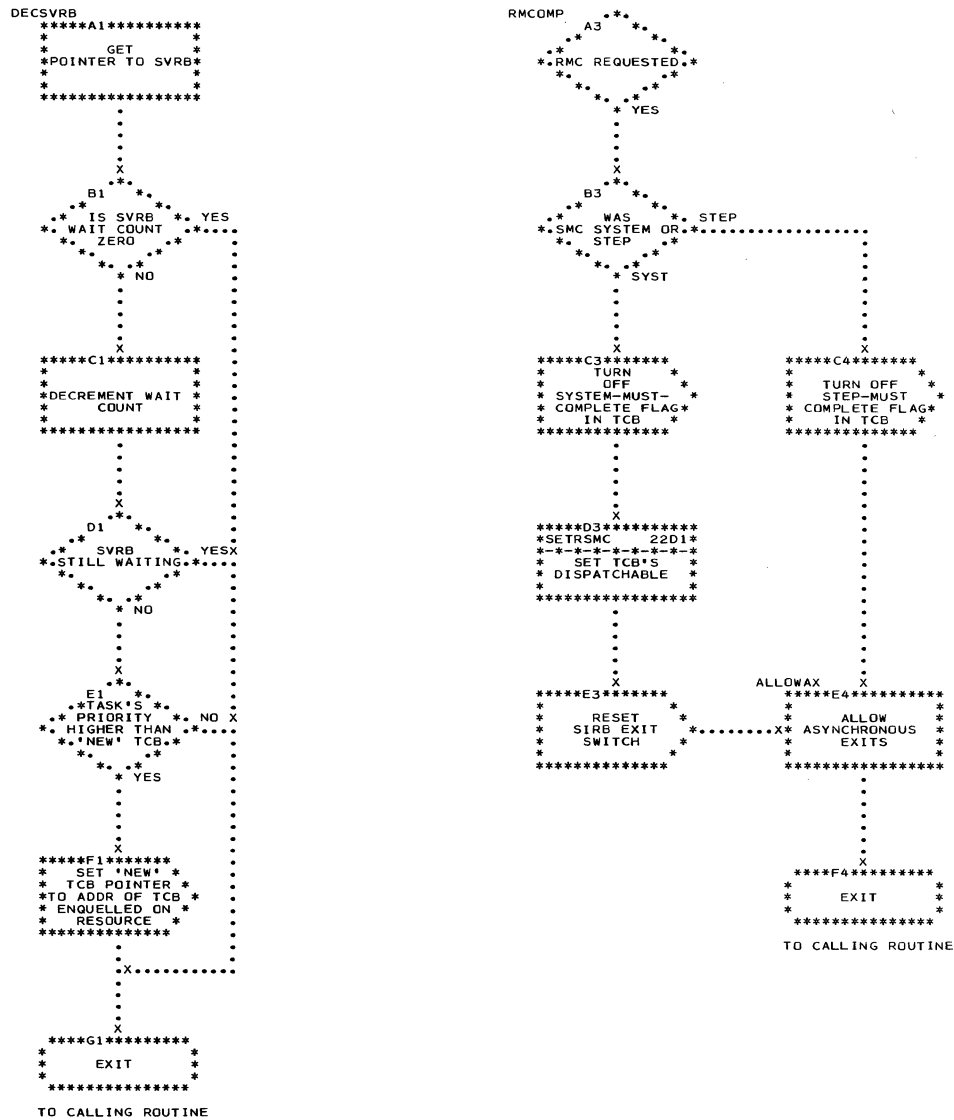 DECSVRB
A1
GET
POINTER TO SVRB
B1
IS SVRB
WAIT COUNT
ZERO
YES
NO
C1
DECREMENT WAIT
COUNT
D1
SVRB
STILL WAITING
YES
NO
E1
TASK'S
PRIORITY
HIGHER THAN
'NEW' TCB
NO
YES
F1
SET 'NEW'
TCB POINTER
TO ADDR OF TCB
ENQUELLED ON
RESOURCE
G1
EXIT
TO CALLING ROUTINE
RMCOMP
A3
RMC REQUESTED
YES
B3
WAS
SMC SYSTEM OR
STEP
STEP
SYST
C3
TURN
OFF
SYSTEM-MUST-
COMPLETE FLAG
IN TCB
C4
TURN OFF
STEP-MUST
COMPLETE FLAG
IN TCB
D3
SETRSMC 22D1
SET TCB'S
DISPATCHABLE
E3
RESET
SIRB EXIT
SWITCH
ALLOWAX
E4
ALLOW
ASYNCHRONOUS
EXITS
F4
EXIT
TO CALLING ROUTINE